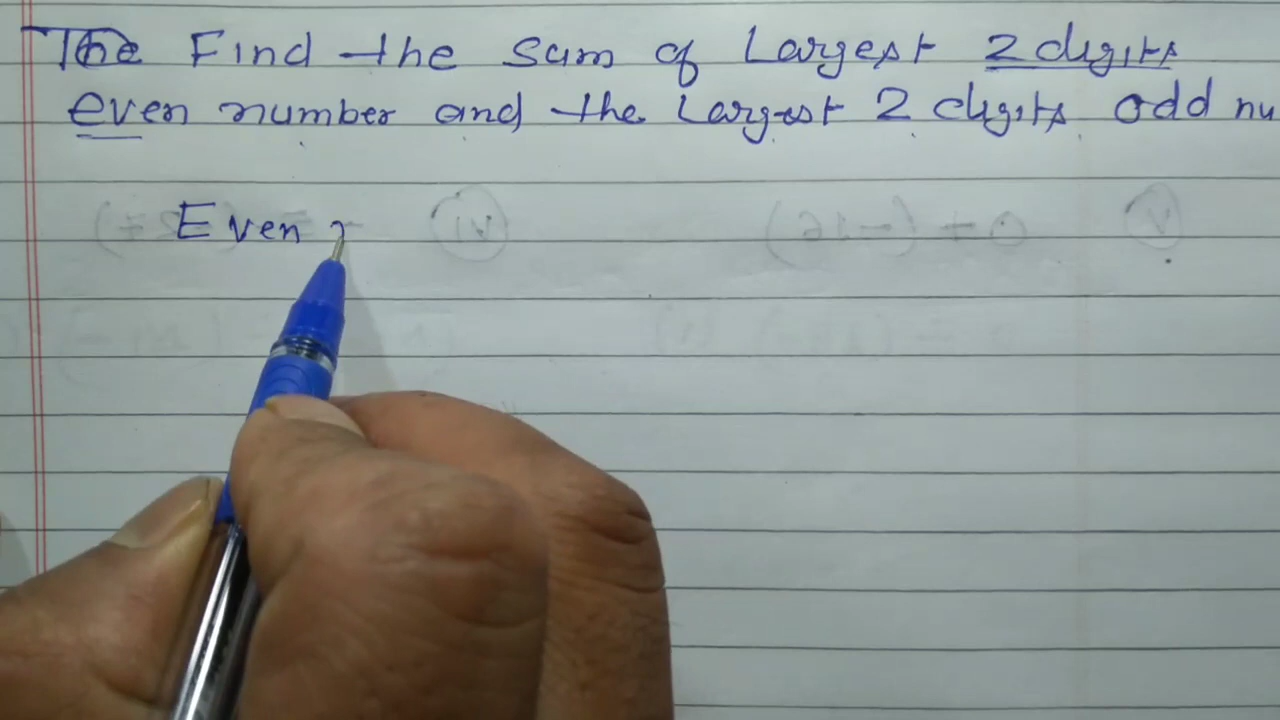 The Find the sum of Largest 2 digits
even number and the Largest 2 digits odd nu
Even